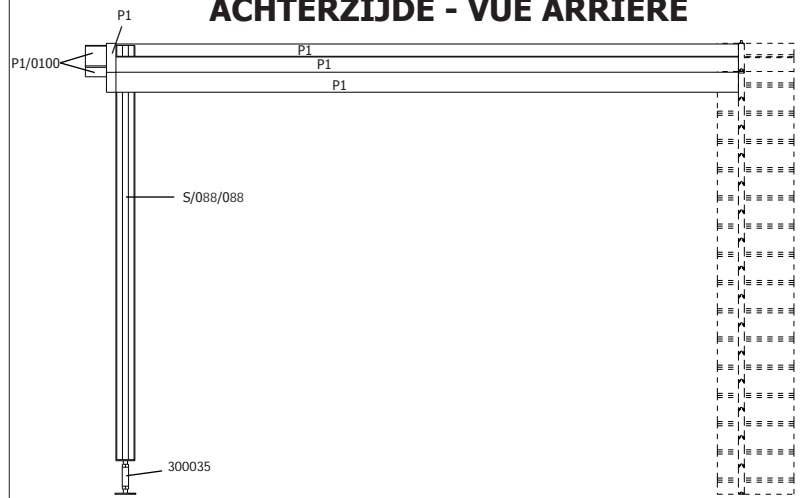 ACHTERZIJDE - VUE ARRIERE
P1
P1
P1/0100
P1
P1
S/088/088
300035